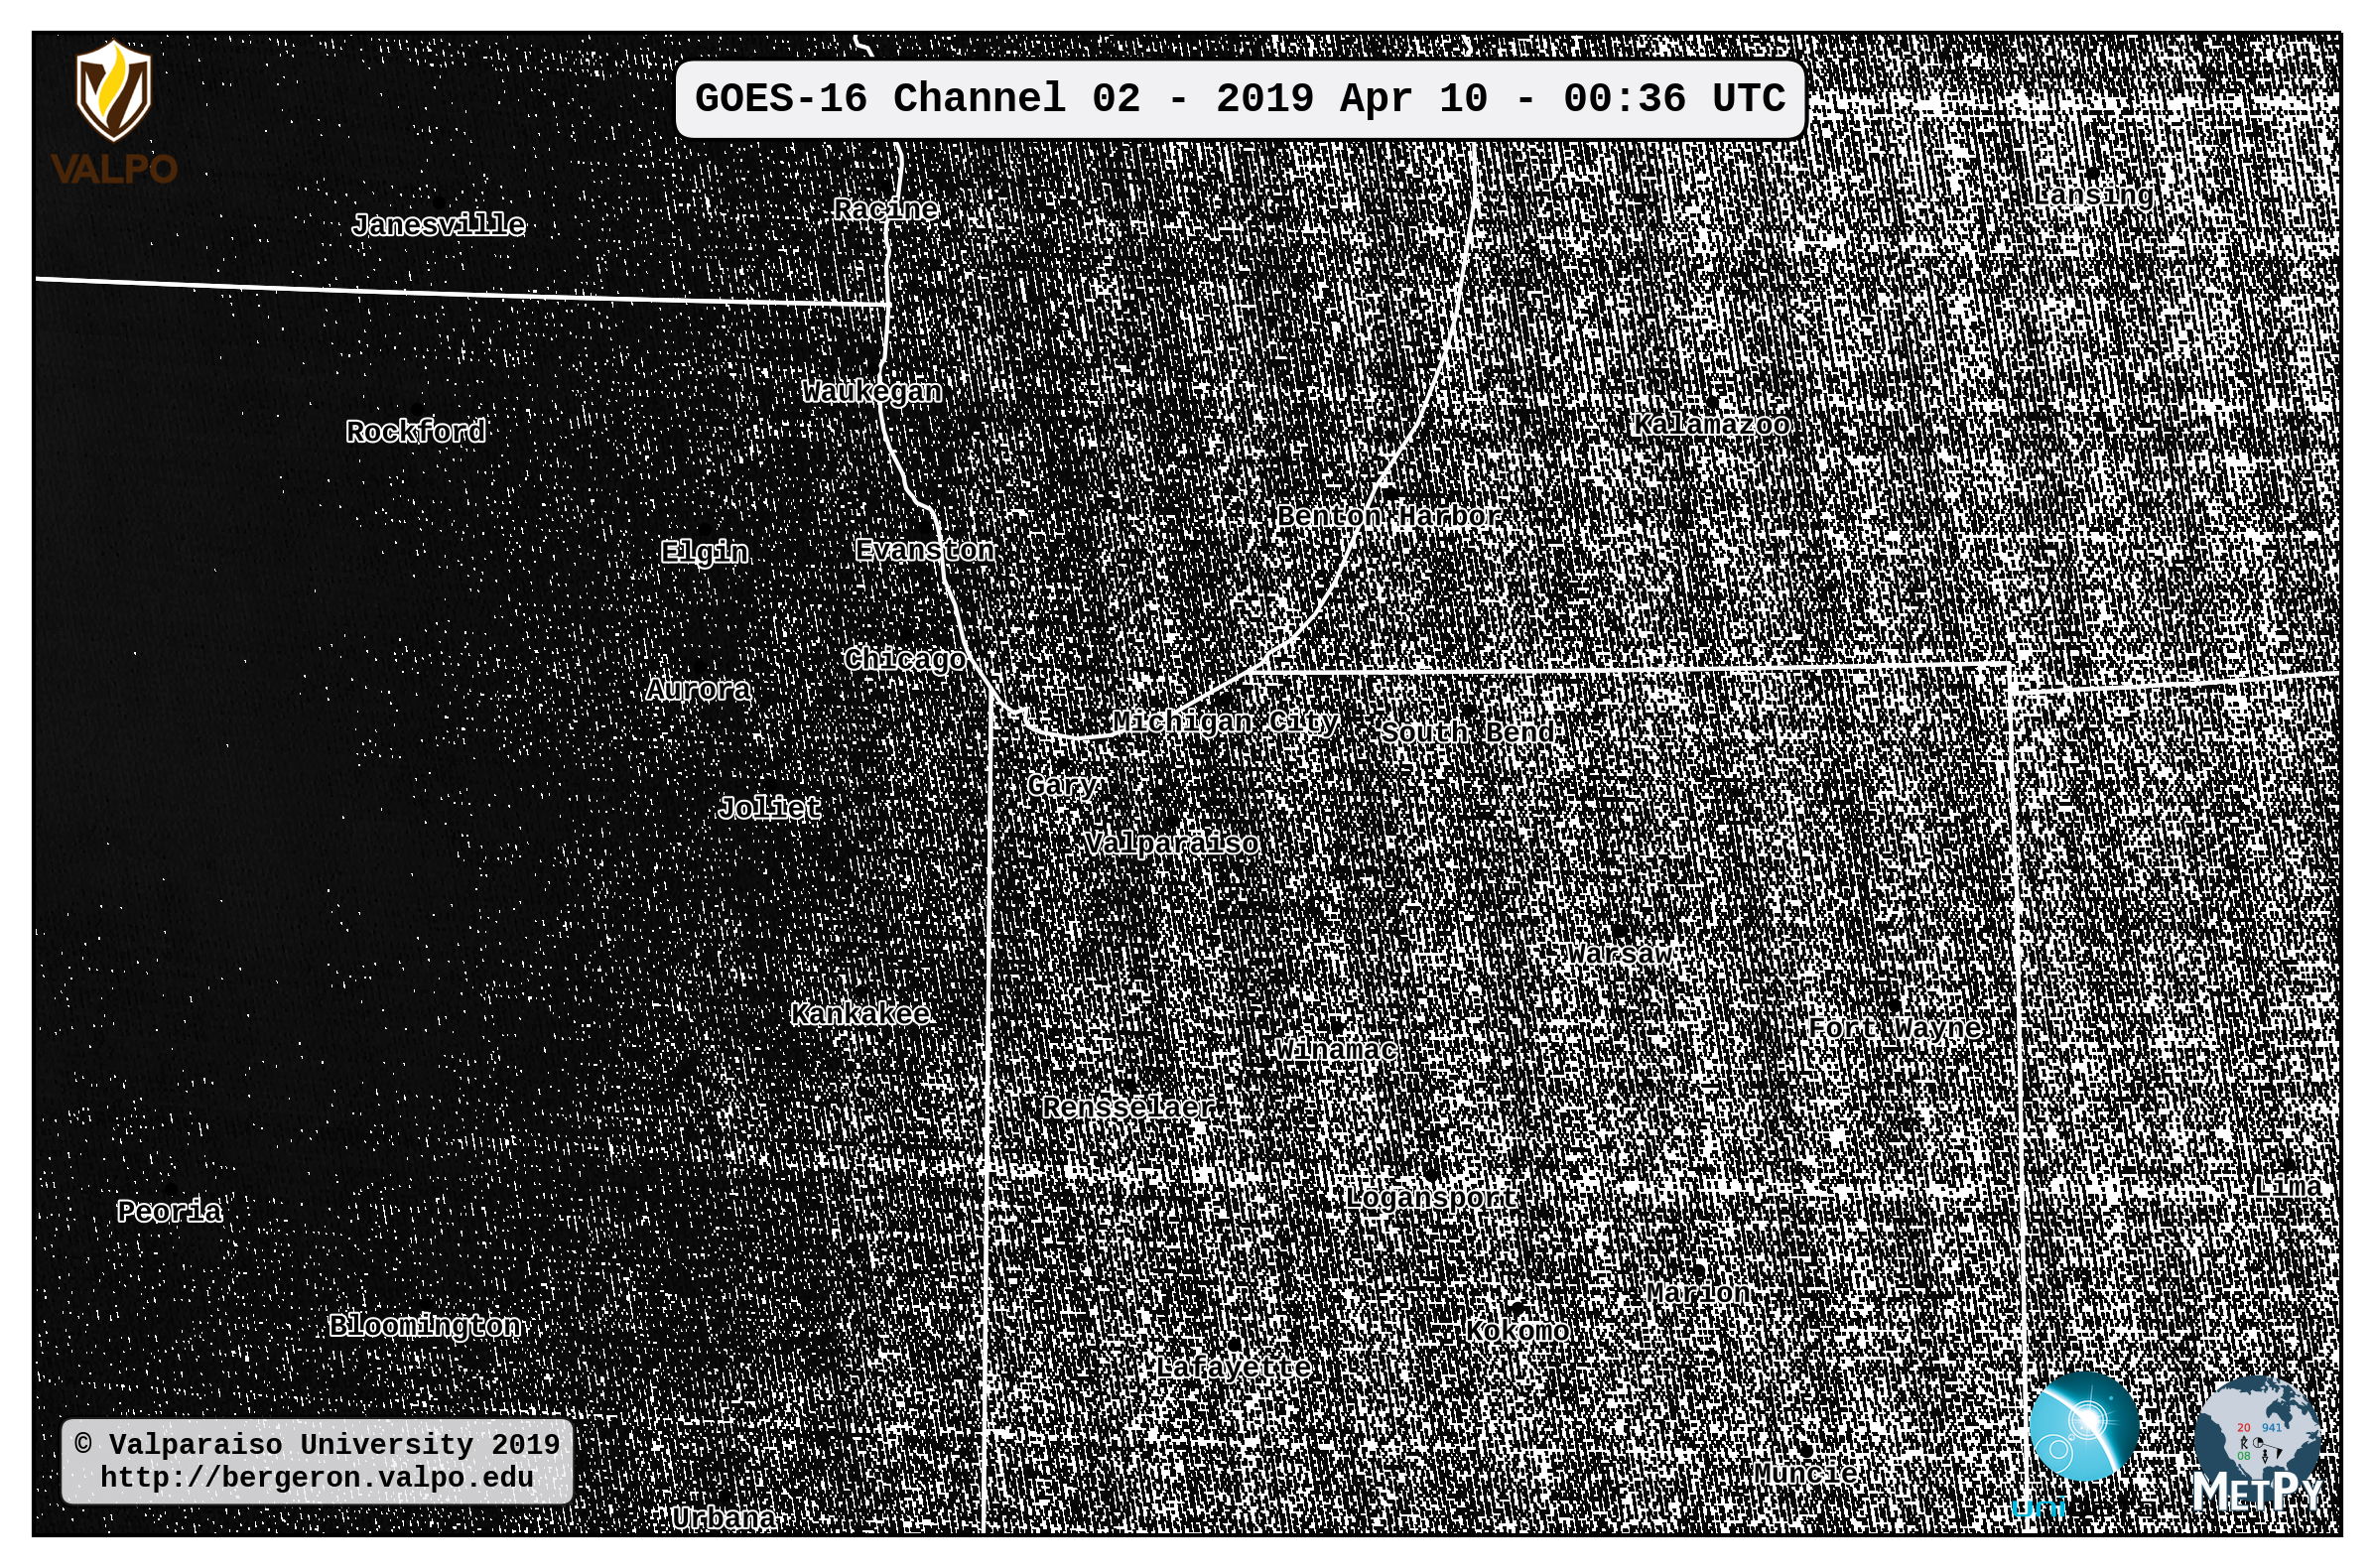 GOES-16 Channel 02 - 2019 Apr 10 - 00:36 UTC
VALPO
Lansing
Racine
Janesville
Waukegan
Kalamazoo
Rockford
Benton Harbor
Elgin
Evanston
Chicago
Aurora
Michigan City
South Bend
Gary
Joliet
Valparaiso
Warsaw
Kankakee
Fort Wayne
Winamac
Rensselaer
Lima
Logansport
Peoria
Marion
Bloomington
Kokomo
Lafayette
20 941
08
© Valparaiso University 2019
http://bergeron.valpo.edu
Muncie
METPY
uni
Urbana